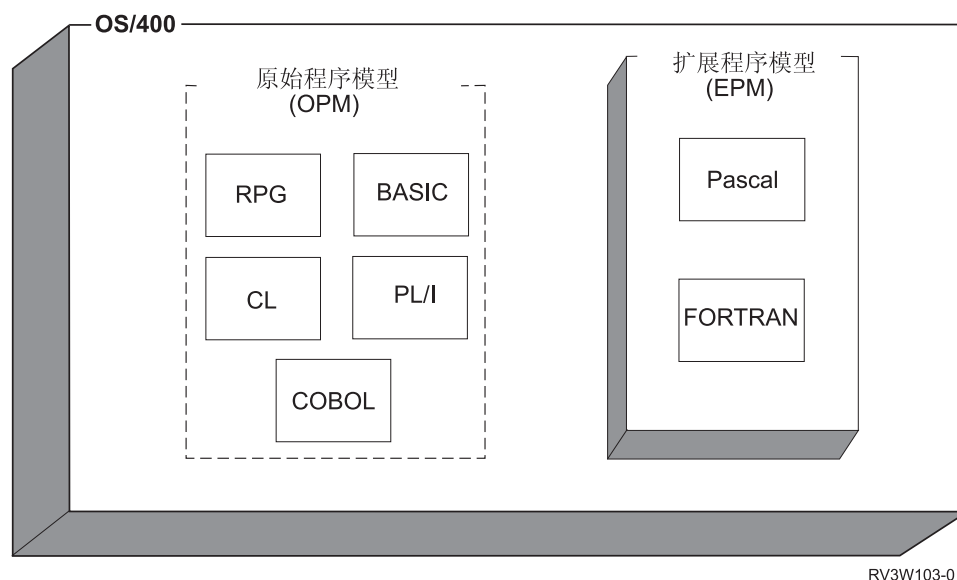 OS/400
原始程序模型
(OPM)
RPG
BASIC
CL
PL/I
COBOL
扩展程序模型
(EPM)
Pascal
FORTRAN
RV3W103-0